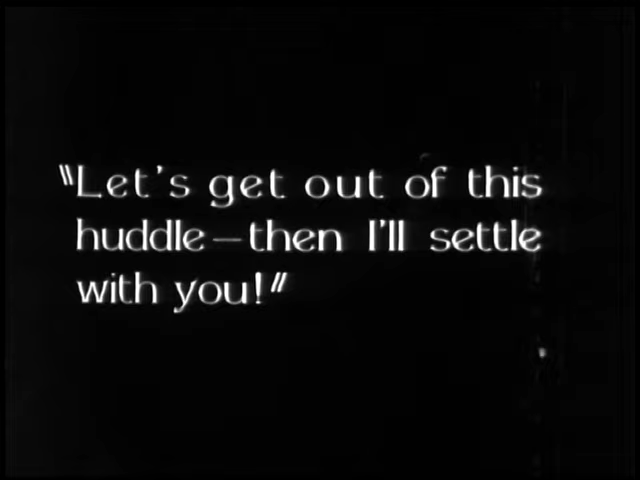 "Let's get out of this
huddle—then I'll settle
with you!"